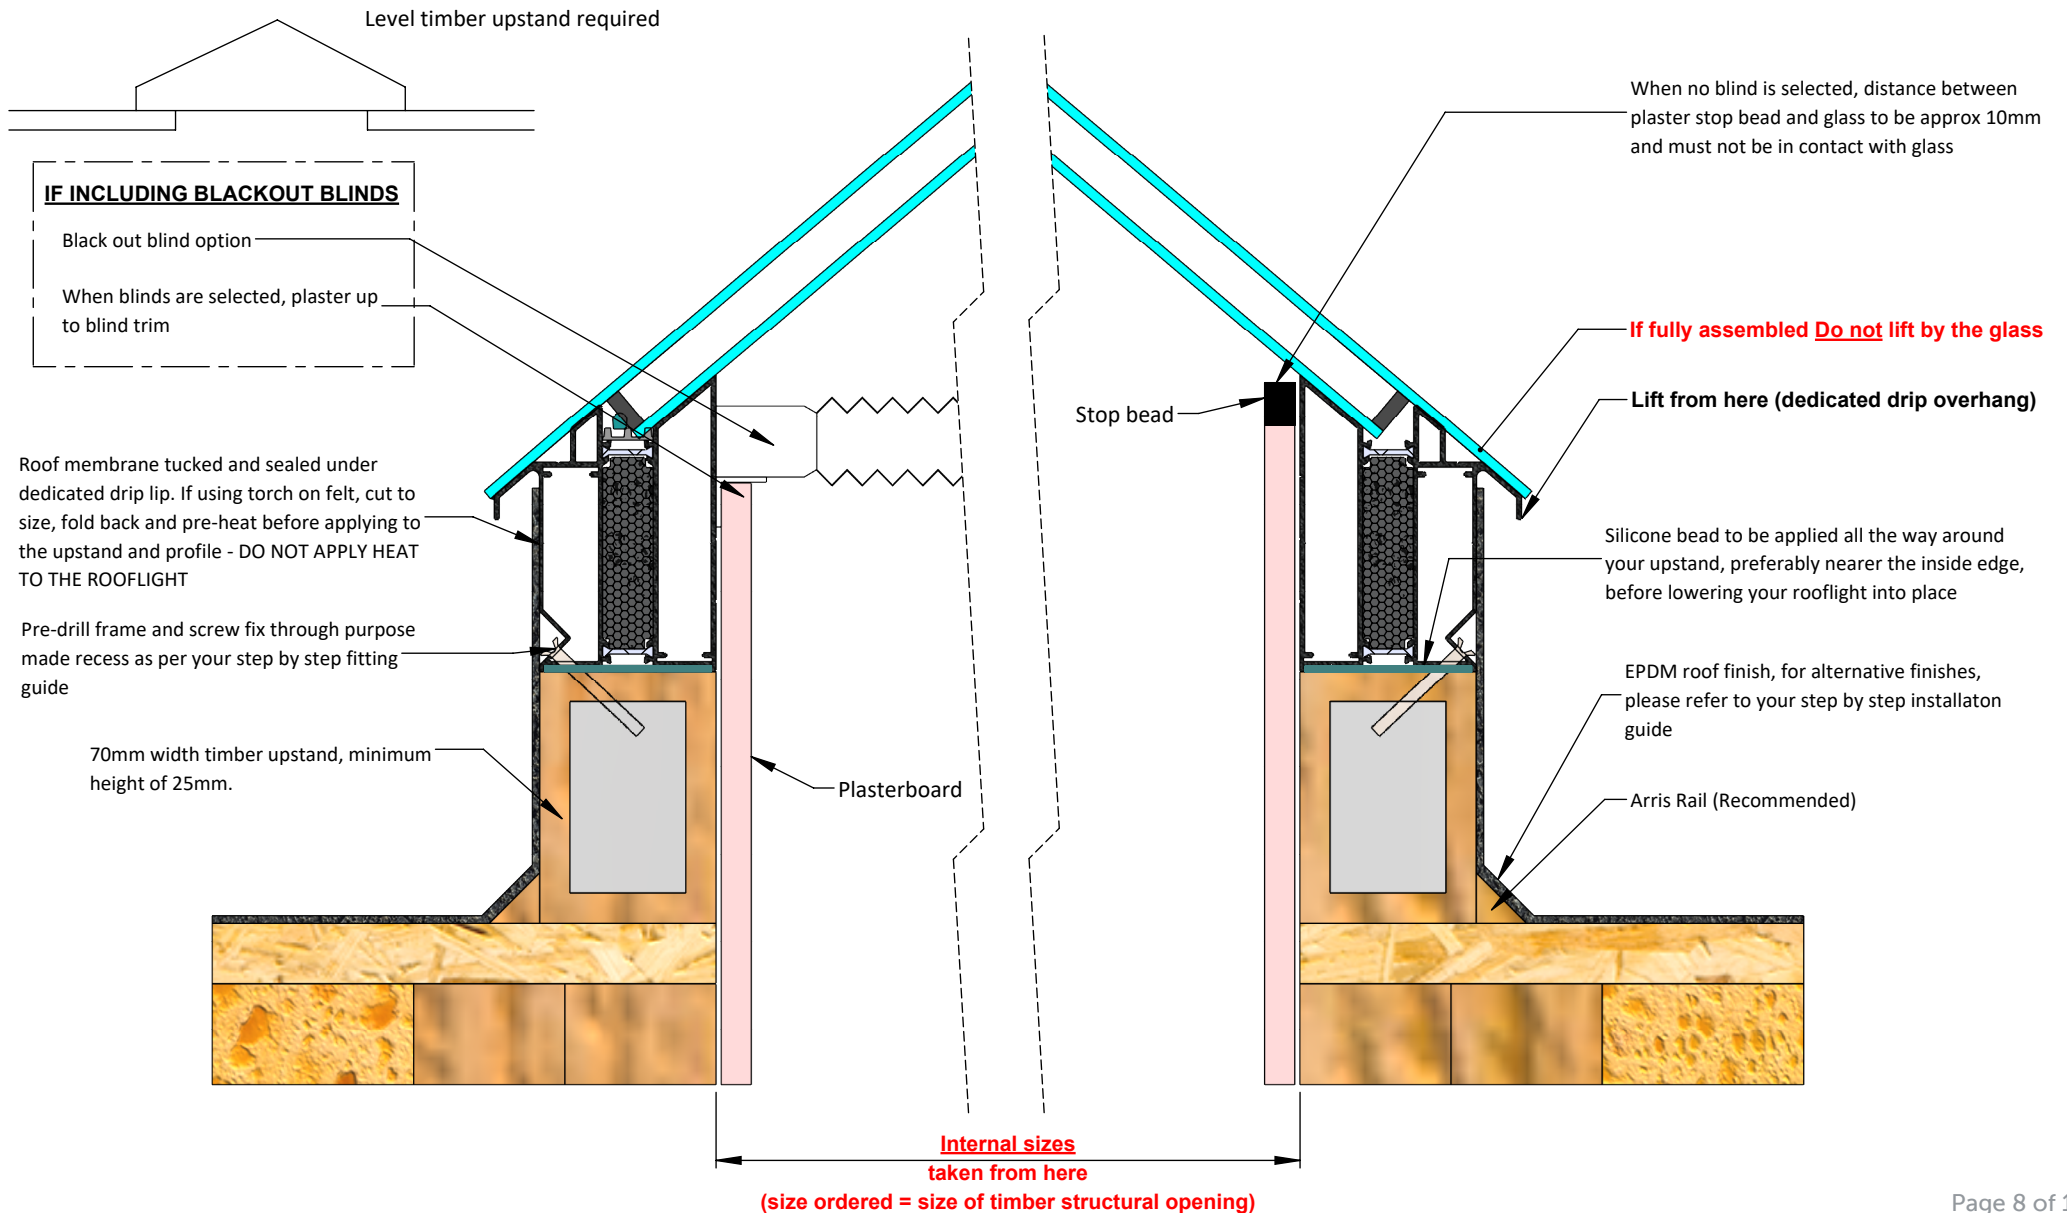 Level timber upstand required
IF INCLUDING BLACKOUT BLINDS
Black out blind option
When blinds are selected, plaster up
to blind trim
Roof membrane tucked and sealed under
dedicated drip lip. If using torch on felt, cut to
size, fold back and pre-heat before applying to
the upstand and profile - DO NOT APPLY HEAT
TO THE ROOFLIGHT
Pre-drill frame and screw fix through purpose
made recess as per your step by step fitting
guide
70mm width timber upstand, minimum
height of 25mm.
Plasterboard
Stop bead
When no blind is selected, distance between
plaster stop bead and glass to be approx 10mm
and must not be in contact with glass
If fully assembled Do not lift by the glass
Lift from here (dedicated drip overhang)
Silicone bead to be applied all the way around
your upstand, preferably nearer the inside edge,
before lowering your rooflight into place
EPDM roof finish, for alternative finishes,
please refer to your step by step installaton
guide
Arris Rail (Recommended)
Internal sizes
taken from here
(size ordered = size of timber structural opening)
Page 8 of